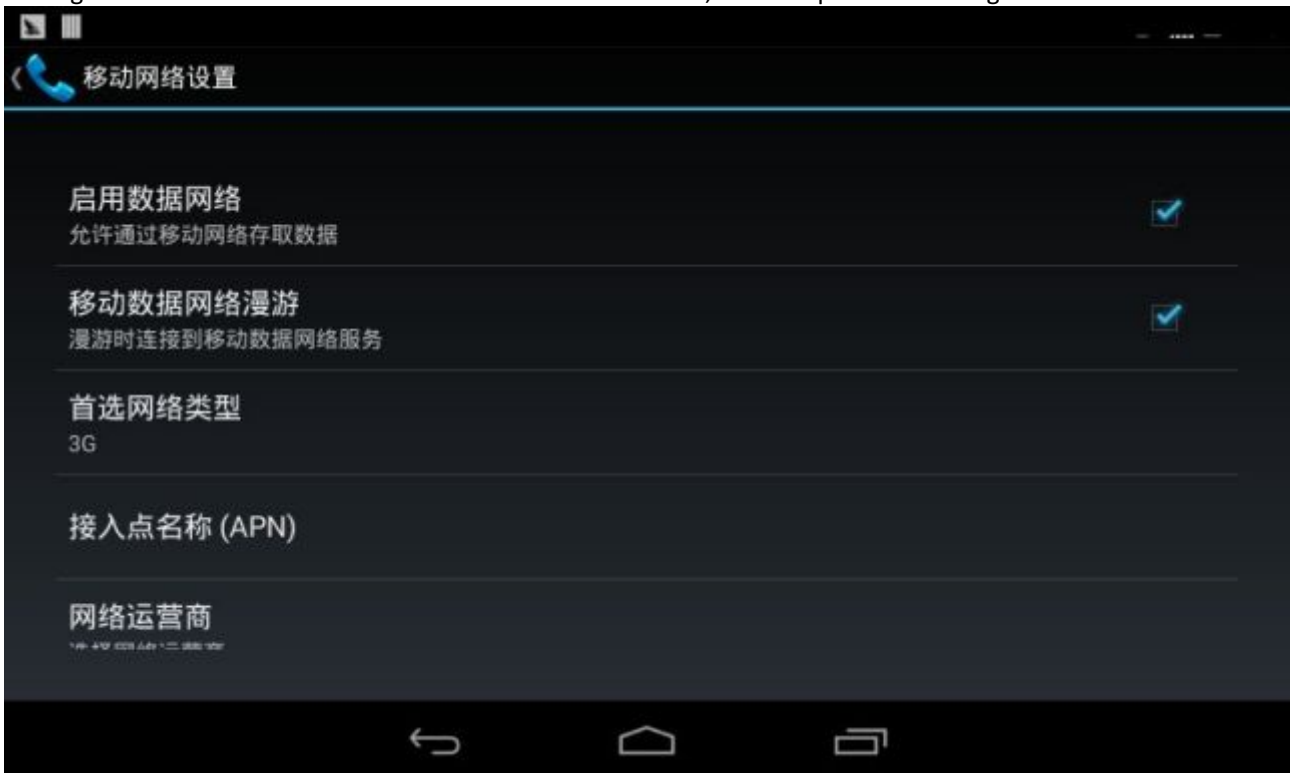 移动网络设置
启用数据网络
允许通过移动网络存取数据
移动数据网络漫游
漫游时连接到移动数据网络服务
首选网络类型
3G
接入点名称 (APN)
网络运营商